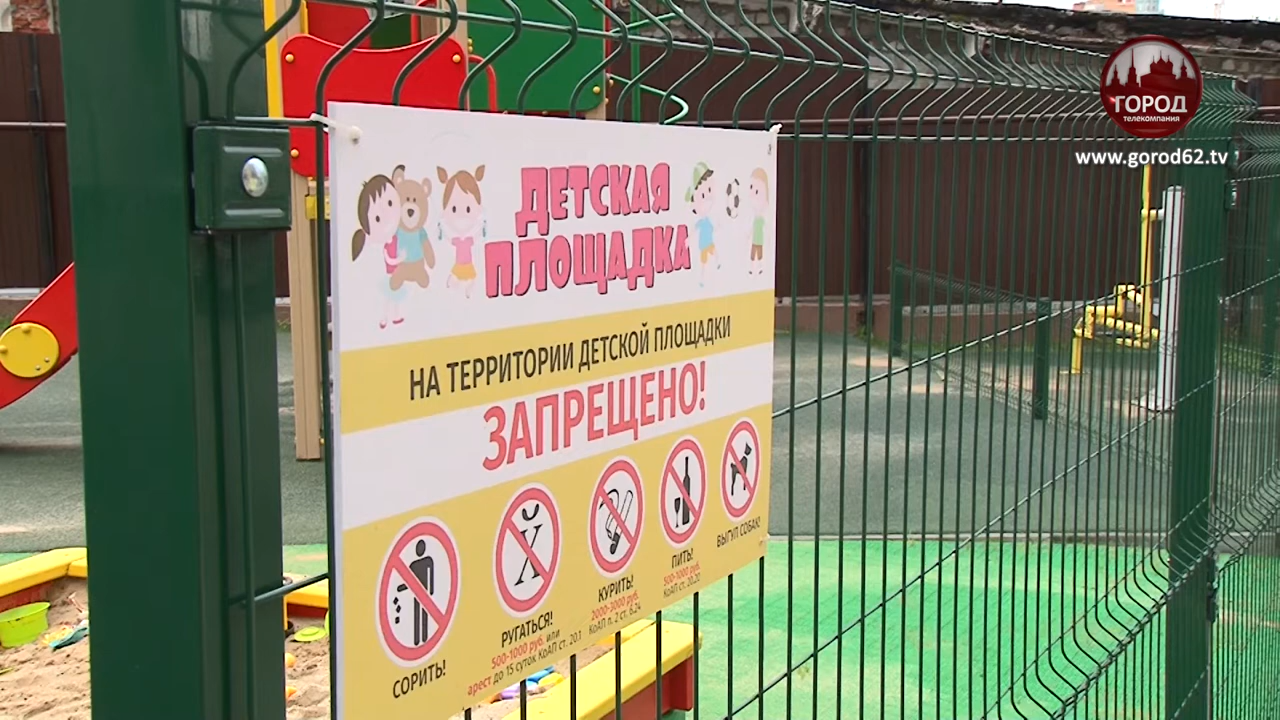 ГОРОД
телекомпания
www.gorod62.tv
ДЕТСКАЯ
ПЛОЩАДКА
НА ТЕРРИТОРИИ ДЕТСКОЙ ПЛОЩАДКИ
ЗАПРЕЩЕНО!
СОРИТЬ!
Й
РУГАТЬСЯ!
500-1000 руб. или
арест до 15 суток КоАП ст. 20.1
КУРИТЬ!
2000-3000 руб.
КоАП п. 2 ст. 6.24
ПИТЬ!
500-1000 руб.
КоАП ст. 20.20
ВЫГУЛ СОБАК!